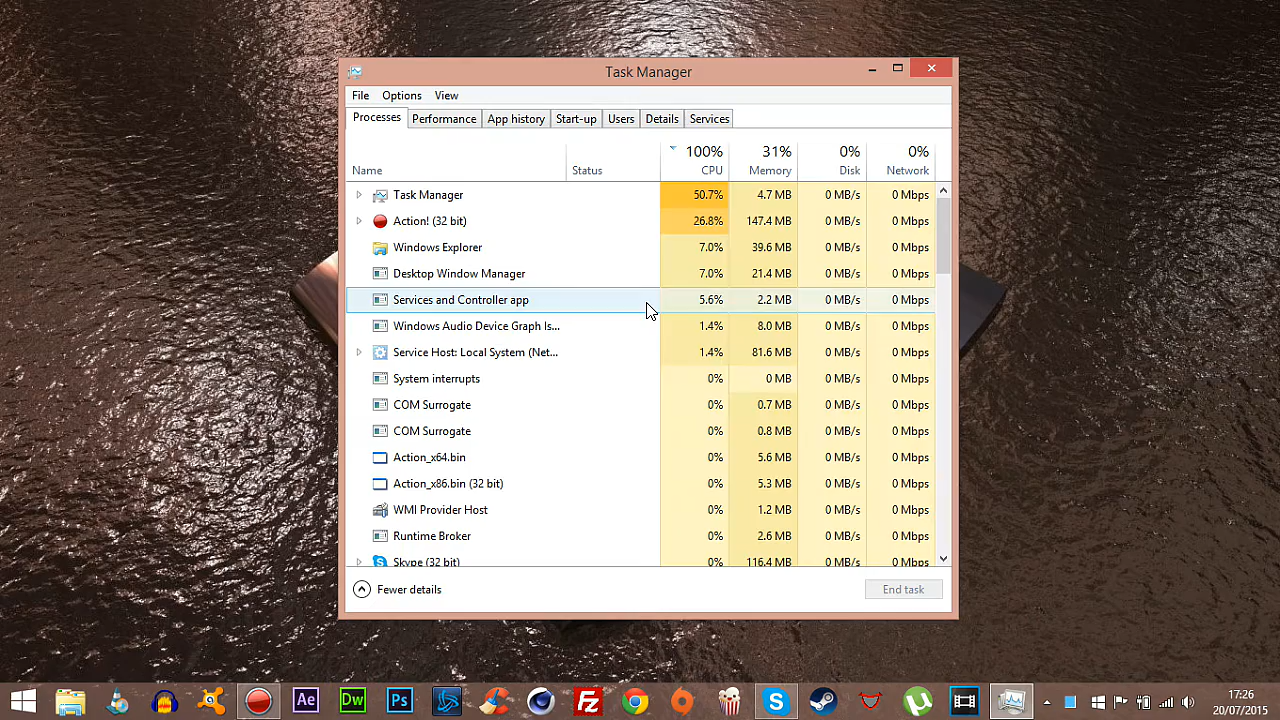 Task Manager
File Options View
Processes Performance App history Start-up Users Details Services
100% 31% 0% 0%
Name Status CPU Memory Disk Network
Task Manager 50.7% 4.7 MB 0 MB/s 0 Mbps
Action! (32 bit) 26.8% 147.4 MB 0 MB/s 0 Mbps
Windows Explorer 7.0% 39.6 MB 0 MB/s 0 Mbps
Desktop Window Manager 7.0% 21.4 MB 0 MB/s 0 Mbps
Services and Controller app 5.6% 2.2 MB 0 MB/s 0 Mbps
Windows Audio Device Graph Is... 1.4% 8.0 MB 0 MB/s 0 Mbps
Service Host: Local System (Net... 1.4% 81.6 MB 0 MB/s 0 Mbps
System interrupts 0% 0 MB 0 MB/s 0 Mbps
COM Surrogate 0% 0.7 MB 0 MB/s 0 Mbps
COM Surrogate 0% 0.8 MB 0 MB/s 0 Mbps
Action_x64.bin 0% 5.6 MB 0 MB/s 0 Mbps
Action_x86.bin (32 bit) 0% 5.3 MB 0 MB/s 0 Mbps
WMI Provider Host 0% 1.2 MB 0 MB/s 0 Mbps
Runtime Broker 0% 2.6 MB 0 MB/s 0 Mbps
Skype (32 bit) 0% 116.4 MB 0 MB/s 0 Mbps
Fewer details End task
Ae Dw Ps Fz S
17:26
20/07/2015